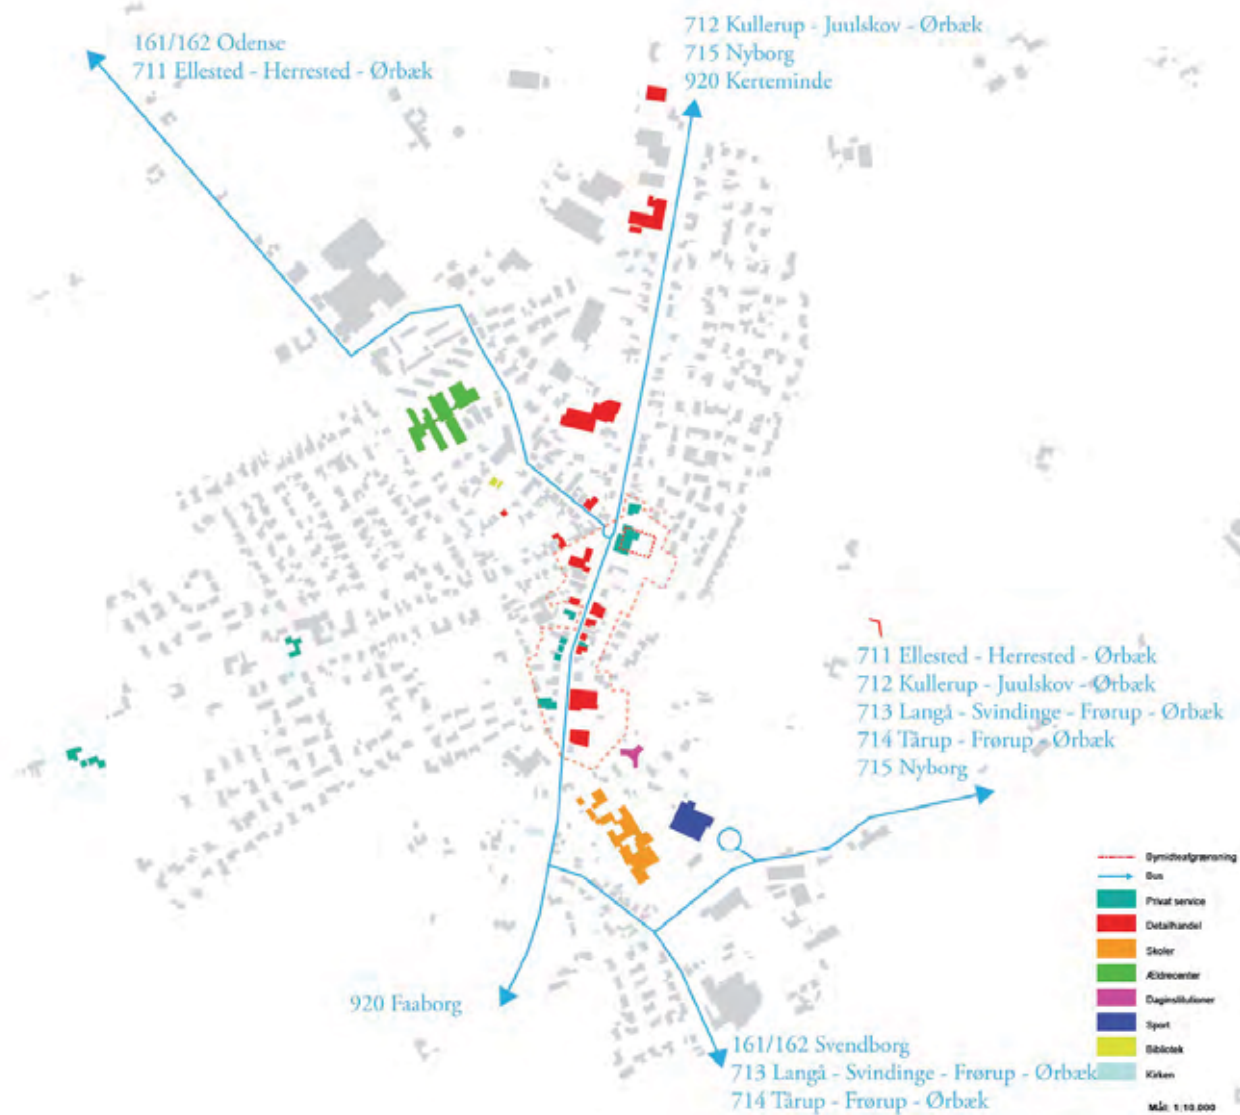 161/162 Odense
711 Ellested - Herrested - Ørbæk
712 Kullerup - Juulskov - Ørbæk
715 Nyborg
920 Kerteminde
711 Ellested - Herrested - Ørbæk
712 Kullerup - Juulskov - Ørbæk
713 Langå - Svindinge - Frørup - Ørbæk
714 Tårup - Frørup - Ørbæk
715 Nyborg
920 Faaborg
161/162 Svendborg
713 Langå - Svindinge - Frørup - Ørbæk
714 Tårup - Frørup - Ørbæk
Bymidteafgrænsning
Bus
Privat service
Detailhandel
Skoler
Ældrecenter
Daginstitutioner
Sport
Bibliotek
Kirken
Mål: 1:10.000